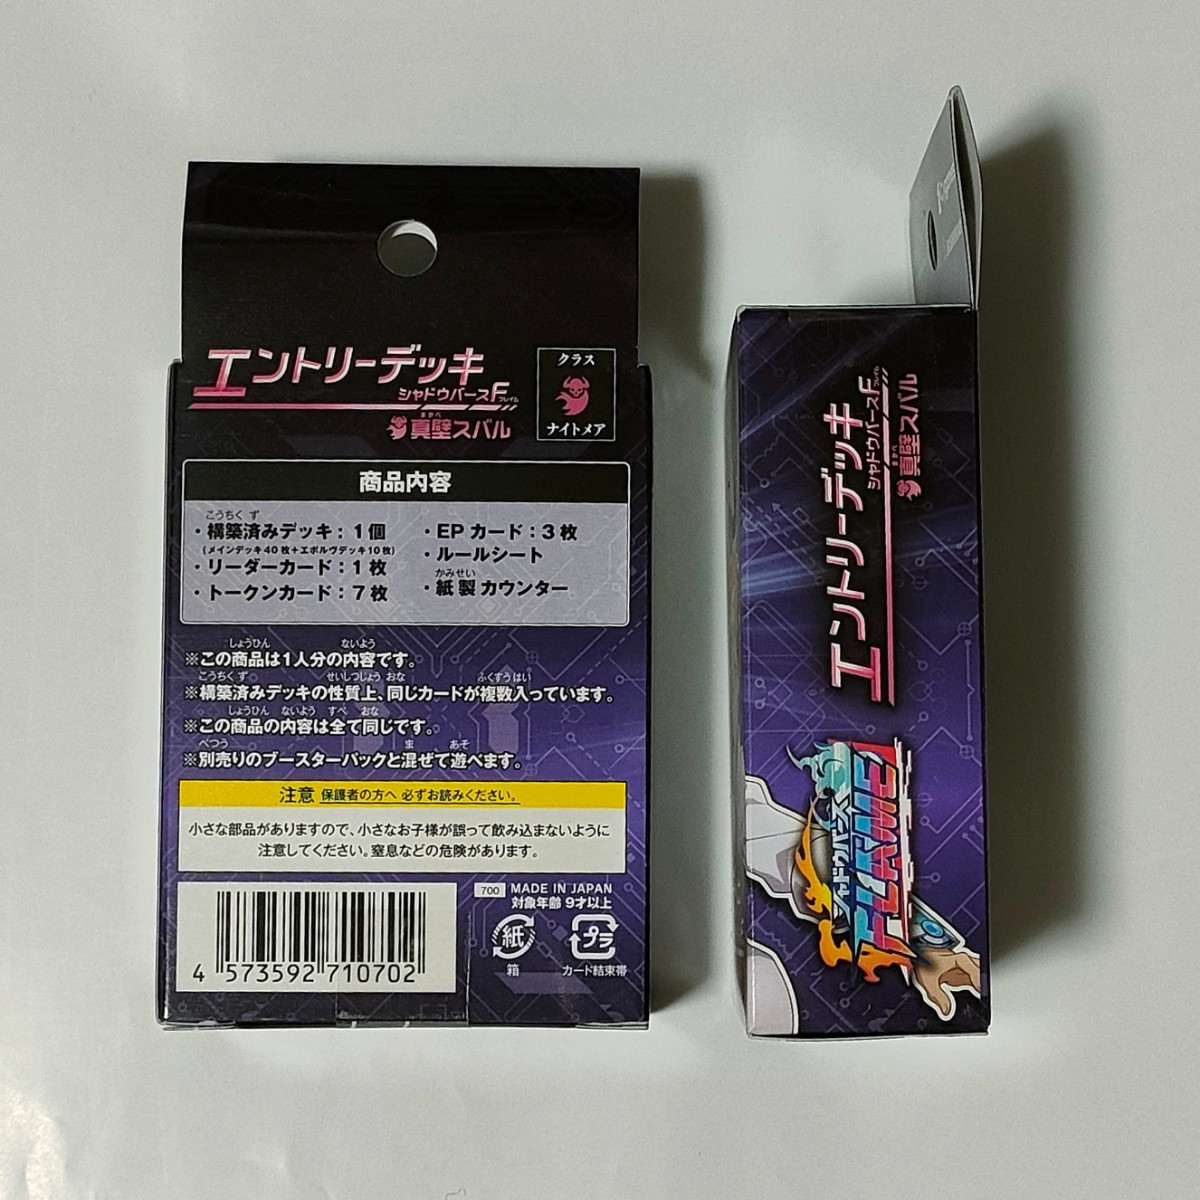 エントリーデッキ
シャドウバースF
フレイム
まかべ
真壁スバル
クラス
ナイトメア
商品内容
こうちく ず
・構築済みデッキ：1個
(メインデッキ40枚+エボルヴデッキ10枚)
・リーダーカード：1枚
・トークンカード：7枚
・EPカード：3枚
・ルールシート
かみせい
・紙製カウンター
しょうひん ないよう
※この商品は1人分の内容です。
こうちくず せいしつじょう おな ふくすうはい
※構築済みデッキの性質上、同じカードが複数入っています。
しょうひん ないよう すべ おな
※この商品の内容は全て同じです。
べつう ま あそ
※別売りのブースターパックと混ぜて遊べます。
注意 保護者の方へ 必ずお読みください。
小さな部品がありますので、小さなお子様が誤って飲み込まないように
注意してください。窒息などの危険があります。
4 573592 710702
700
MADE IN JAPAN
対象年齢 9才以上
紙
箱
プラ
カード結束帯
エントリーデッキ
シャドウバースF
フレイム
まかべ
真壁スバル
シャドウバース
FLAME